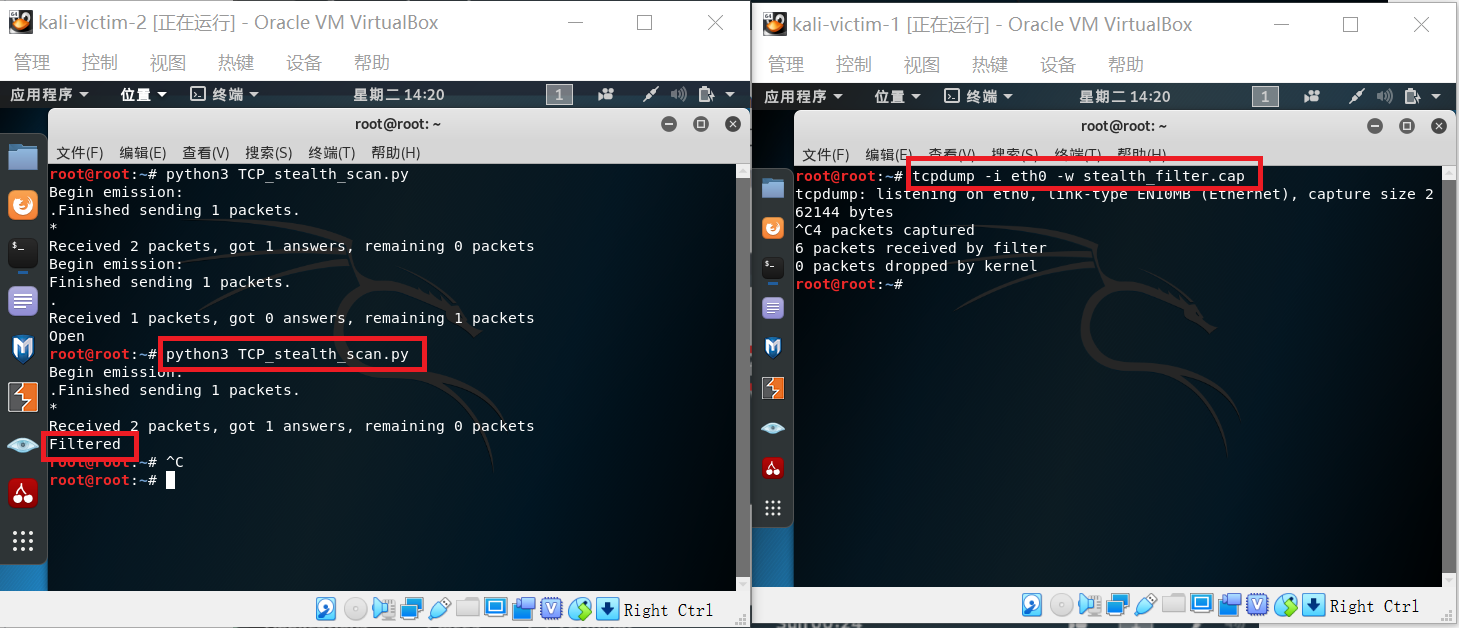 kali-victim-2 [正在运行] - Oracle VM VirtualBox
管理 控制 视图 热键 设备 帮助
应用程序 位置 终端 星期二 14:20 1
root@root: ~
文件(F) 编辑(E) 查看(V) 搜索(S) 终端(T) 帮助(H)
root@root:~# python3 TCP_stealth_scan.py
Begin emission:
.Finished sending 1 packets.
*
Received 2 packets, got 1 answers, remaining 0 packets
Begin emission:
Finished sending 1 packets.
.
Received 1 packets, got 0 answers, remaining 1 packets
Open
root@root:~# python3 TCP_stealth_scan.py
Begin emission:
.Finished sending 1 packets.
*
Received 2 packets, got 1 answers, remaining 0 packets
Filtered
root@root:~# ^C
root@root:~#
Right Ctrl
kali-victim-1 [正在运行] - Oracle VM VirtualBox
管理 控制 视图 热键 设备 帮助
应用程序 位置 终端 星期二 14:20 1
root@root: ~
文件(F) 编辑(E) 查看(V) 搜索(S) 终端(T) 帮助(H)
root@root:~# tcpdump -i eth0 -w stealth_filter.cap
tcpdump: listening on eth0, link-type EN10MB (Ethernet), capture size 2
62144 bytes
^C4 packets captured
6 packets received by filter
0 packets dropped by kernel
root@root:~#
Right Ctrl